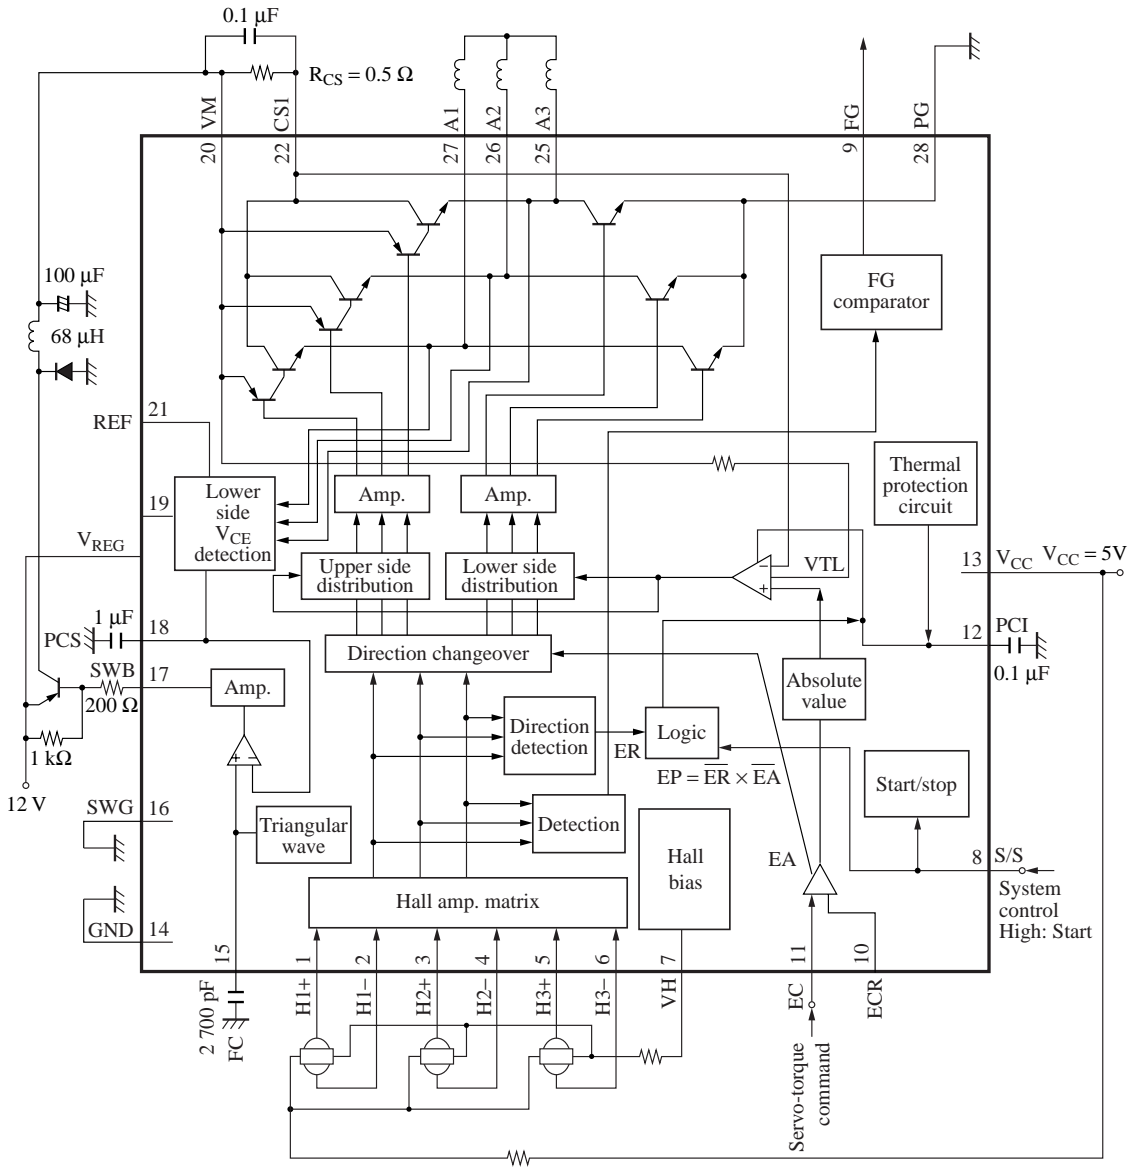 0.1 µF
R_CS = 0.5 Ω
20 VM
22 CS1
27 A1
26 A2
25 A3
9 FG
28 PG
100 µF
68 µH
FG
comparator
REF
21
19
V_REG
Lower
side
V_CE
detection
Amp.
Amp.
Thermal
protection
circuit
Upper side
distribution
Lower side
distribution
−
+
VTL
13
V_CC
V_CC = 5V
1 µF
PCS
18
Direction changeover
12
PCI
0.1 µF
SWB
17
200 Ω
Amp.
Absolute
value
1 kΩ
12 V
+ −
Direction
detection
ER
Logic
EP = E̅R̅ × E̅A̅
Start/stop
SWG
16
Triangular
wave
Detection
Hall
bias
EA
8
S/S
System
control
High: Start
GND
14
Hall amp. matrix
15
FC
2 700 pF
H1+ 1
H1− 2
H2+ 3
H2− 4
H3+ 5
H3− 6
VH 7
EC 11
ECR 10
Servo-torque
command